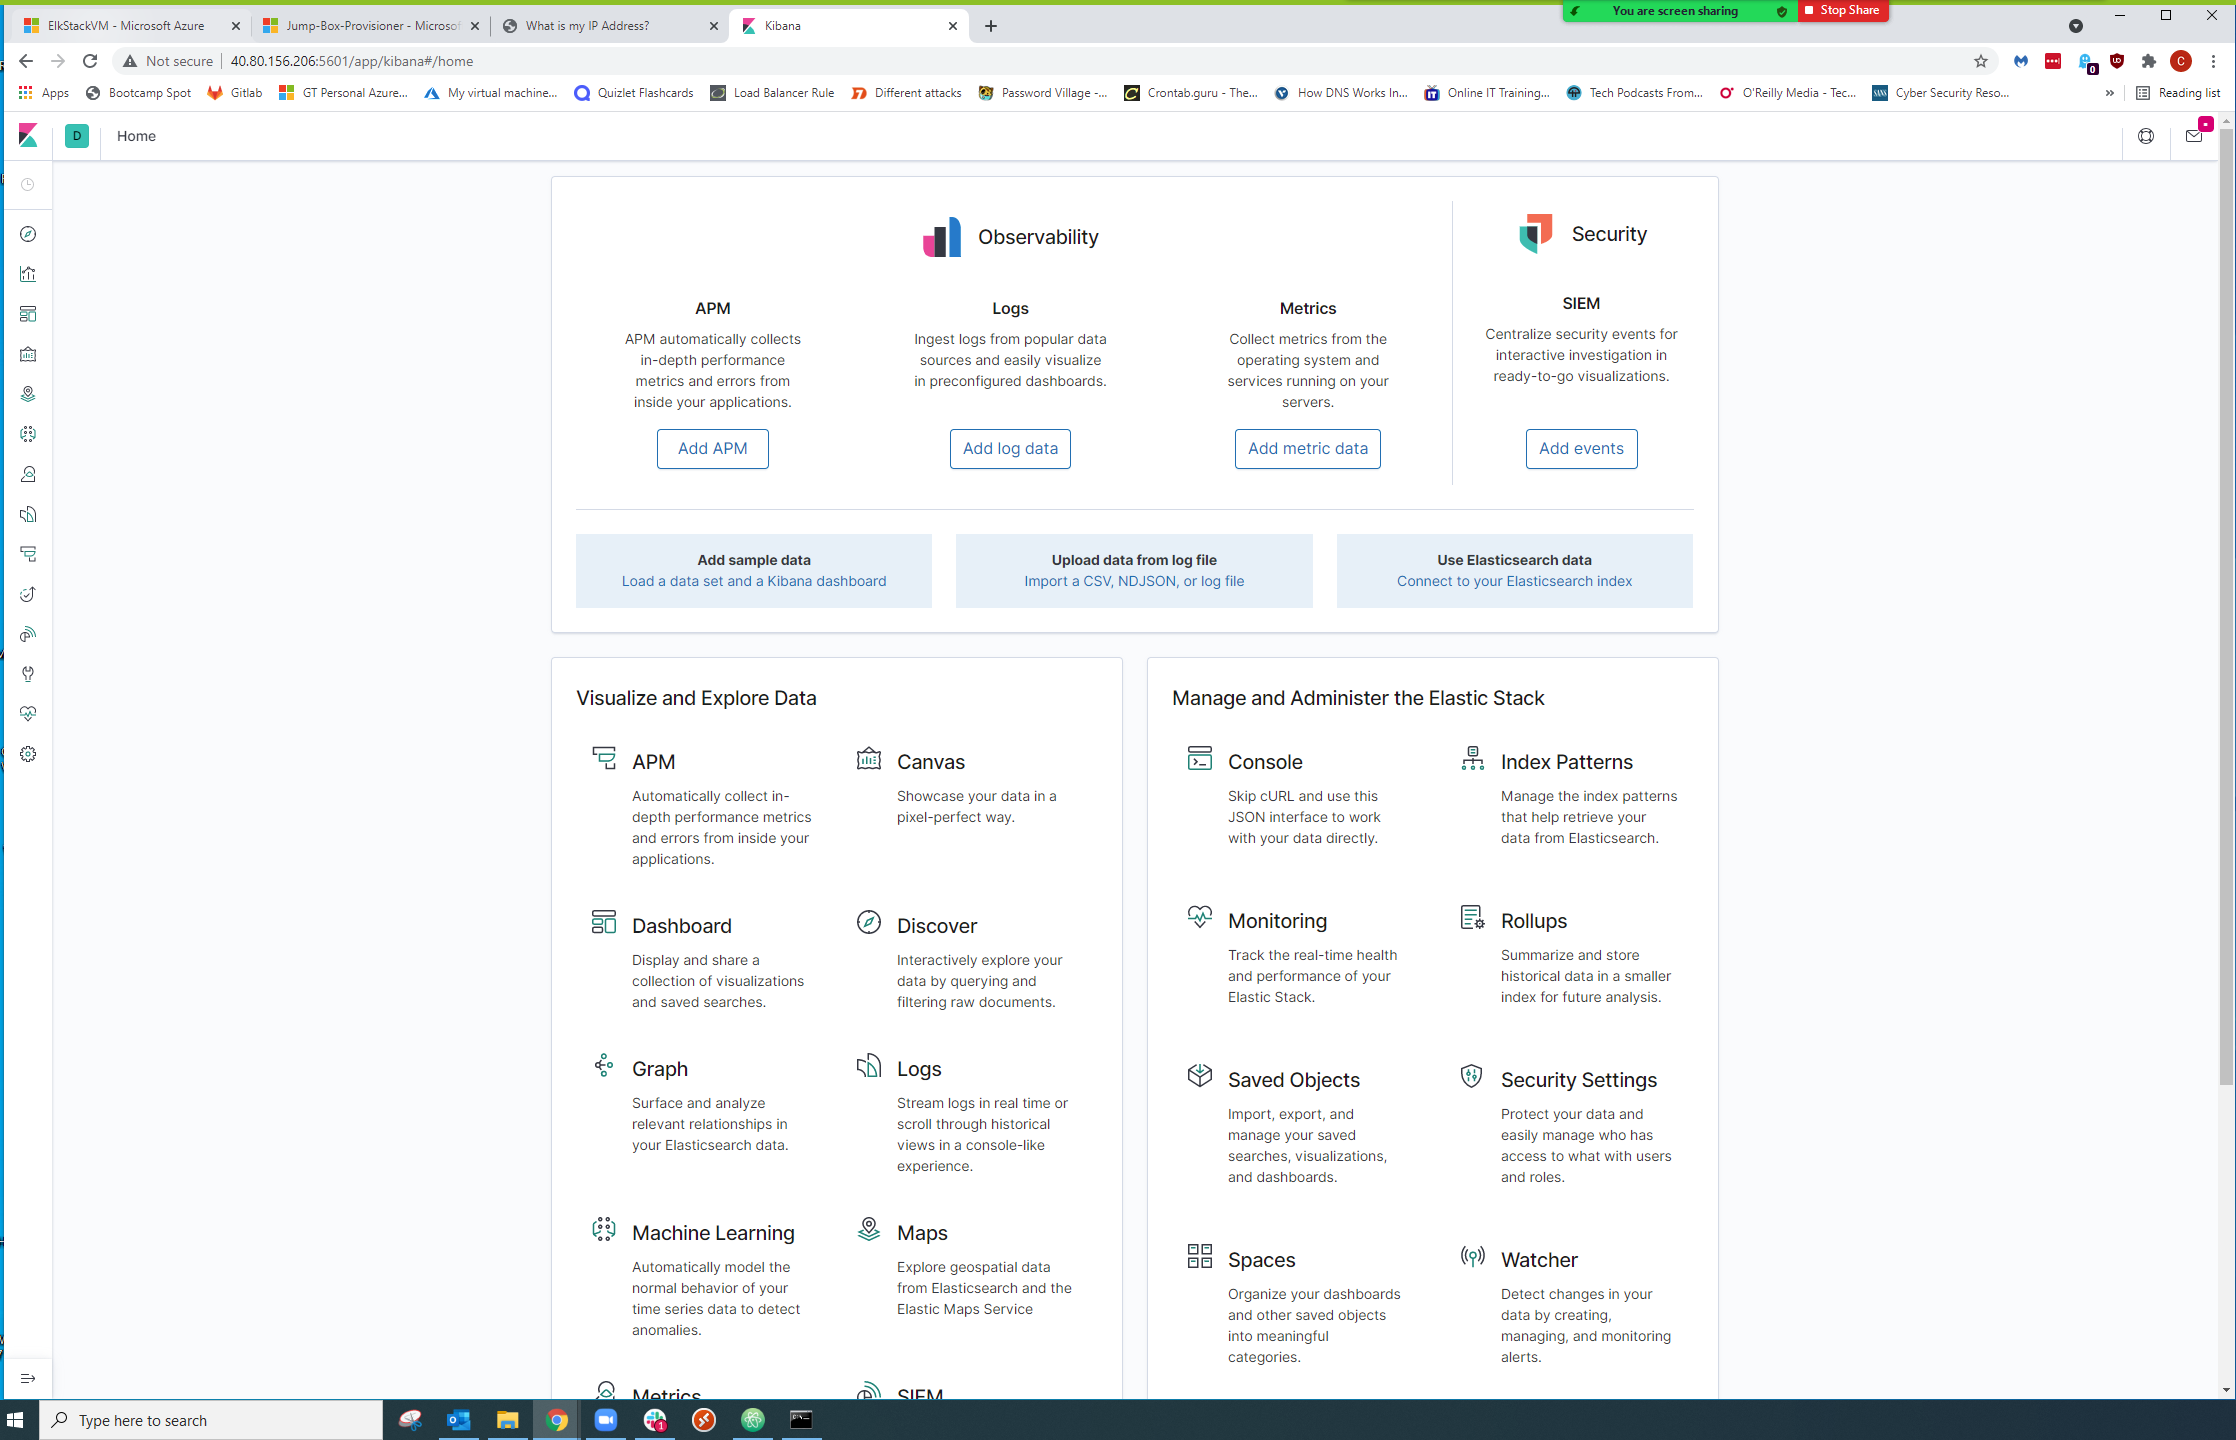 You are screen sharing
Stop Share
ElkStackVM - Microsoft Azure
Jump-Box-Provisioner - Microsof
What is my IP Address?
Kibana
Not secure
40.80.156.206:5601/app/kibana#/home
0
C
Apps
Bootcamp Spot
Gitlab
GT Personal Azure...
My virtual machine...
Quizlet Flashcards
Load Balancer Rule
Different attacks
Password Village -...
Crontab.guru - The...
How DNS Works In...
Online IT Training...
Tech Podcasts From...
O'Reilly Media - Tec...
Cyber Security Reso...
»
Reading list
D
Home
Observability
Security
APM
APM automatically collects
in-depth performance
metrics and errors from
inside your applications.
Add APM
Logs
Ingest logs from popular data
sources and easily visualize
in preconfigured dashboards.
Add log data
Metrics
Collect metrics from the
operating system and
services running on your
servers.
Add metric data
SIEM
Centralize security events for
interactive investigation in
ready-to-go visualizations.
Add events
Add sample data
Load a data set and a Kibana dashboard
Upload data from log file
Import a CSV, NDJSON, or log file
Use Elasticsearch data
Connect to your Elasticsearch index
Visualize and Explore Data
APM
Automatically collect in-
depth performance metrics
and errors from inside your
applications.
Canvas
Showcase your data in a
pixel-perfect way.
Dashboard
Display and share a
collection of visualizations
and saved searches.
Discover
Interactively explore your
data by querying and
filtering raw documents.
Graph
Surface and analyze
relevant relationships in
your Elasticsearch data.
Logs
Stream logs in real time or
scroll through historical
views in a console-like
experience.
Machine Learning
Automatically model the
normal behavior of your
time series data to detect
anomalies.
Maps
Explore geospatial data
from Elasticsearch and the
Elastic Maps Service
Metrics
SIEM
Manage and Administer the Elastic Stack
Console
Skip cURL and use this
JSON interface to work
with your data directly.
Index Patterns
Manage the index patterns
that help retrieve your
data from Elasticsearch.
Monitoring
Track the real-time health
and performance of your
Elastic Stack.
Rollups
Summarize and store
historical data in a smaller
index for future analysis.
Saved Objects
Import, export, and
manage your saved
searches, visualizations,
and dashboards.
Security Settings
Protect your data and
easily manage who has
access to what with users
and roles.
Spaces
Organize your dashboards
and other saved objects
into meaningful
categories.
Watcher
Detect changes in your
data by creating,
managing, and monitoring
alerts.
Type here to search
1